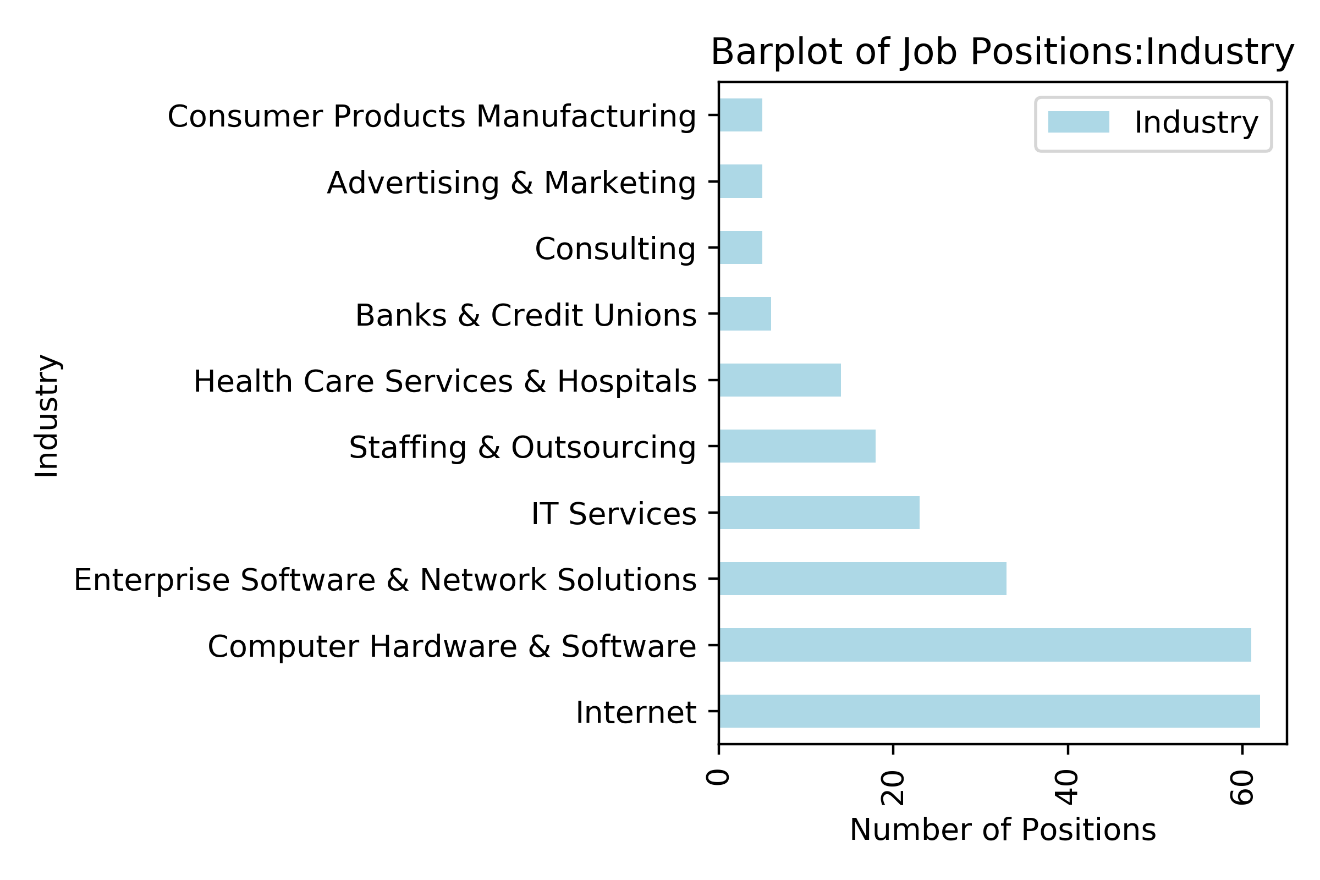 Barplot of Job Positions:Industry
Industry
Consumer Products Manufacturing
Advertising & Marketing
Consulting
Banks & Credit Unions
Health Care Services & Hospitals
Staffing & Outsourcing
IT Services
Enterprise Software & Network Solutions
Computer Hardware & Software
Internet
Industry
0
20
40
60
Number of Positions